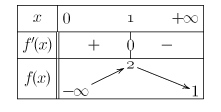 x 0 1 +∞
f′(x) + 0 −
2
f(x)
−∞ 1